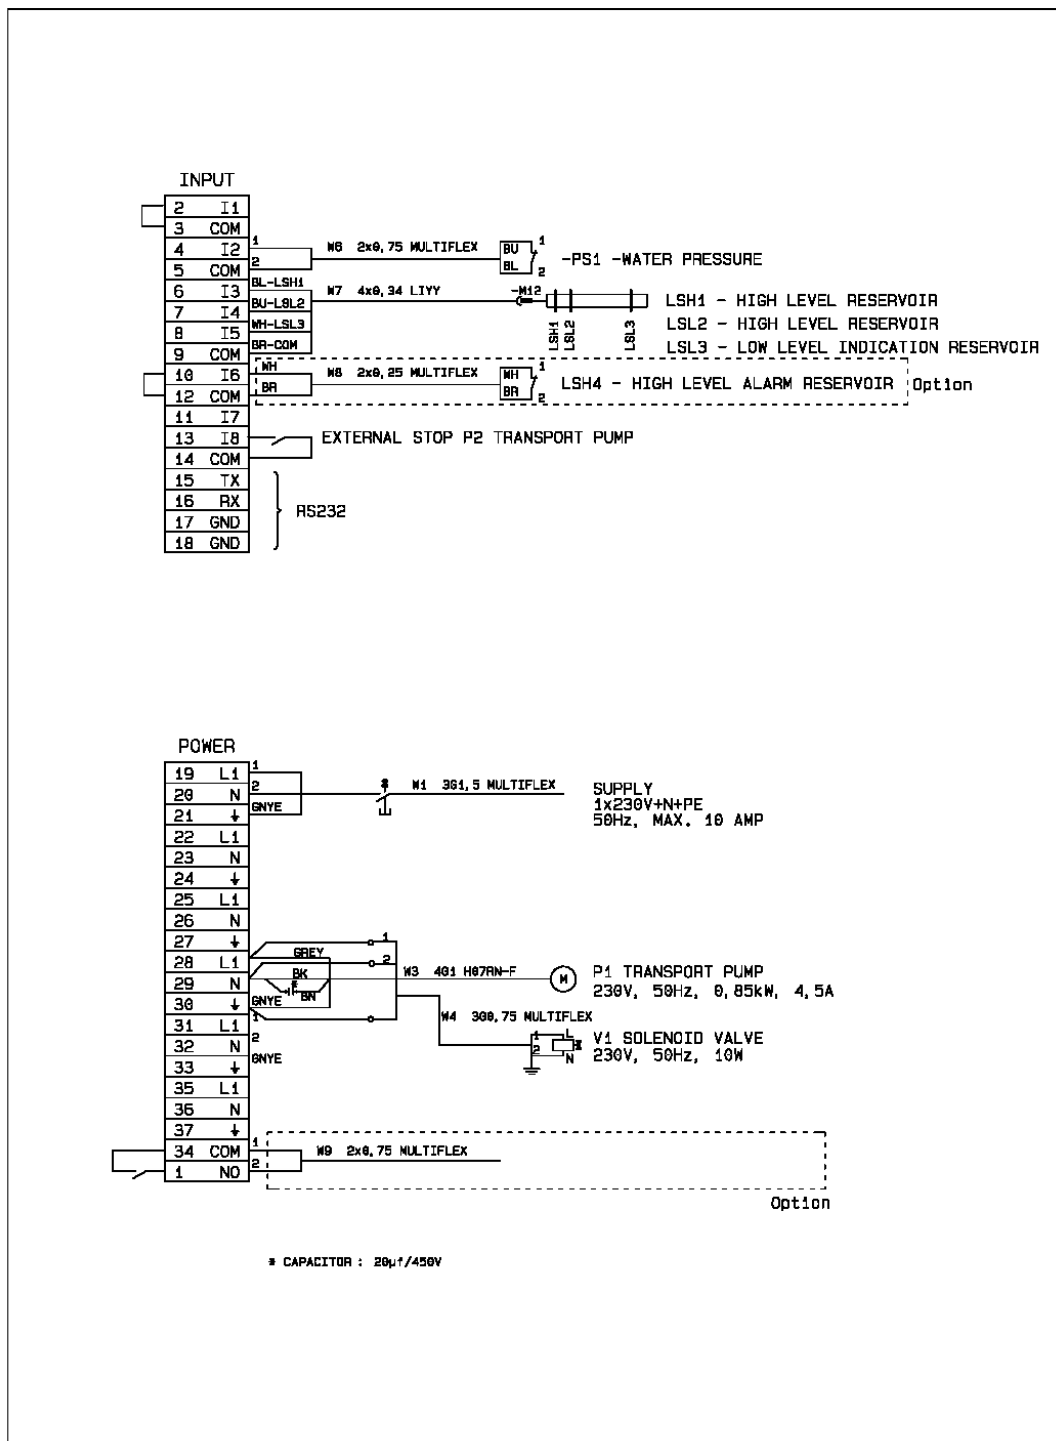 INPUT
2 I1
3 COM
4 I2 1
5 COM 2
W6 2x0,75 MULTIFLEX
BU 1
BL 2
-PS1 -WATER PRESSURE
6 I3 BL-LSH1
7 I4 BU-LSL2
8 I5 WH-LSL3
9 COM BR-COM
W7 4x0,34 LIYY
-M12
LSH1
LSL2
LSL3
LSH1 - HIGH LEVEL RESERVOIR
LSL2 - HIGH LEVEL RESERVOIR
LSL3 - LOW LEVEL INDICATION RESERVOIR
10 I6 WH
12 COM BR
W8 2x0,25 MULTIFLEX
WH 1
BR 2
LSH4 - HIGH LEVEL ALARM RESERVOIR
Option
11 I7
13 I8
EXTERNAL STOP P2 TRANSPORT PUMP
14 COM
15 TX
16 RX
17 GND
18 GND
RS232
POWER
19 L1 1
20 N 2
21 GNYE
W1 3G1,5 MULTIFLEX
SUPPLY
1x230V+N+PE
50Hz, MAX. 10 AMP
22 L1
23 N
24
25 L1
26 N
27
28 L1 GREY
29 N BK
BN
30 GNYE
1
2
W3 4G1 H07RN-F
M
P1 TRANSPORT PUMP
230V, 50Hz, 0,85kW, 4,5A
31 L1 1
32 N 2
33 GNYE
W4 3G0,75 MULTIFLEX
1 L
2 N
V1 SOLENOID VALVE
230V, 50Hz, 10W
35 L1
36 N
37
34 COM 1
1 NO 2
W9 2x0,75 MULTIFLEX
Option
* CAPACITOR : 20µf/450V